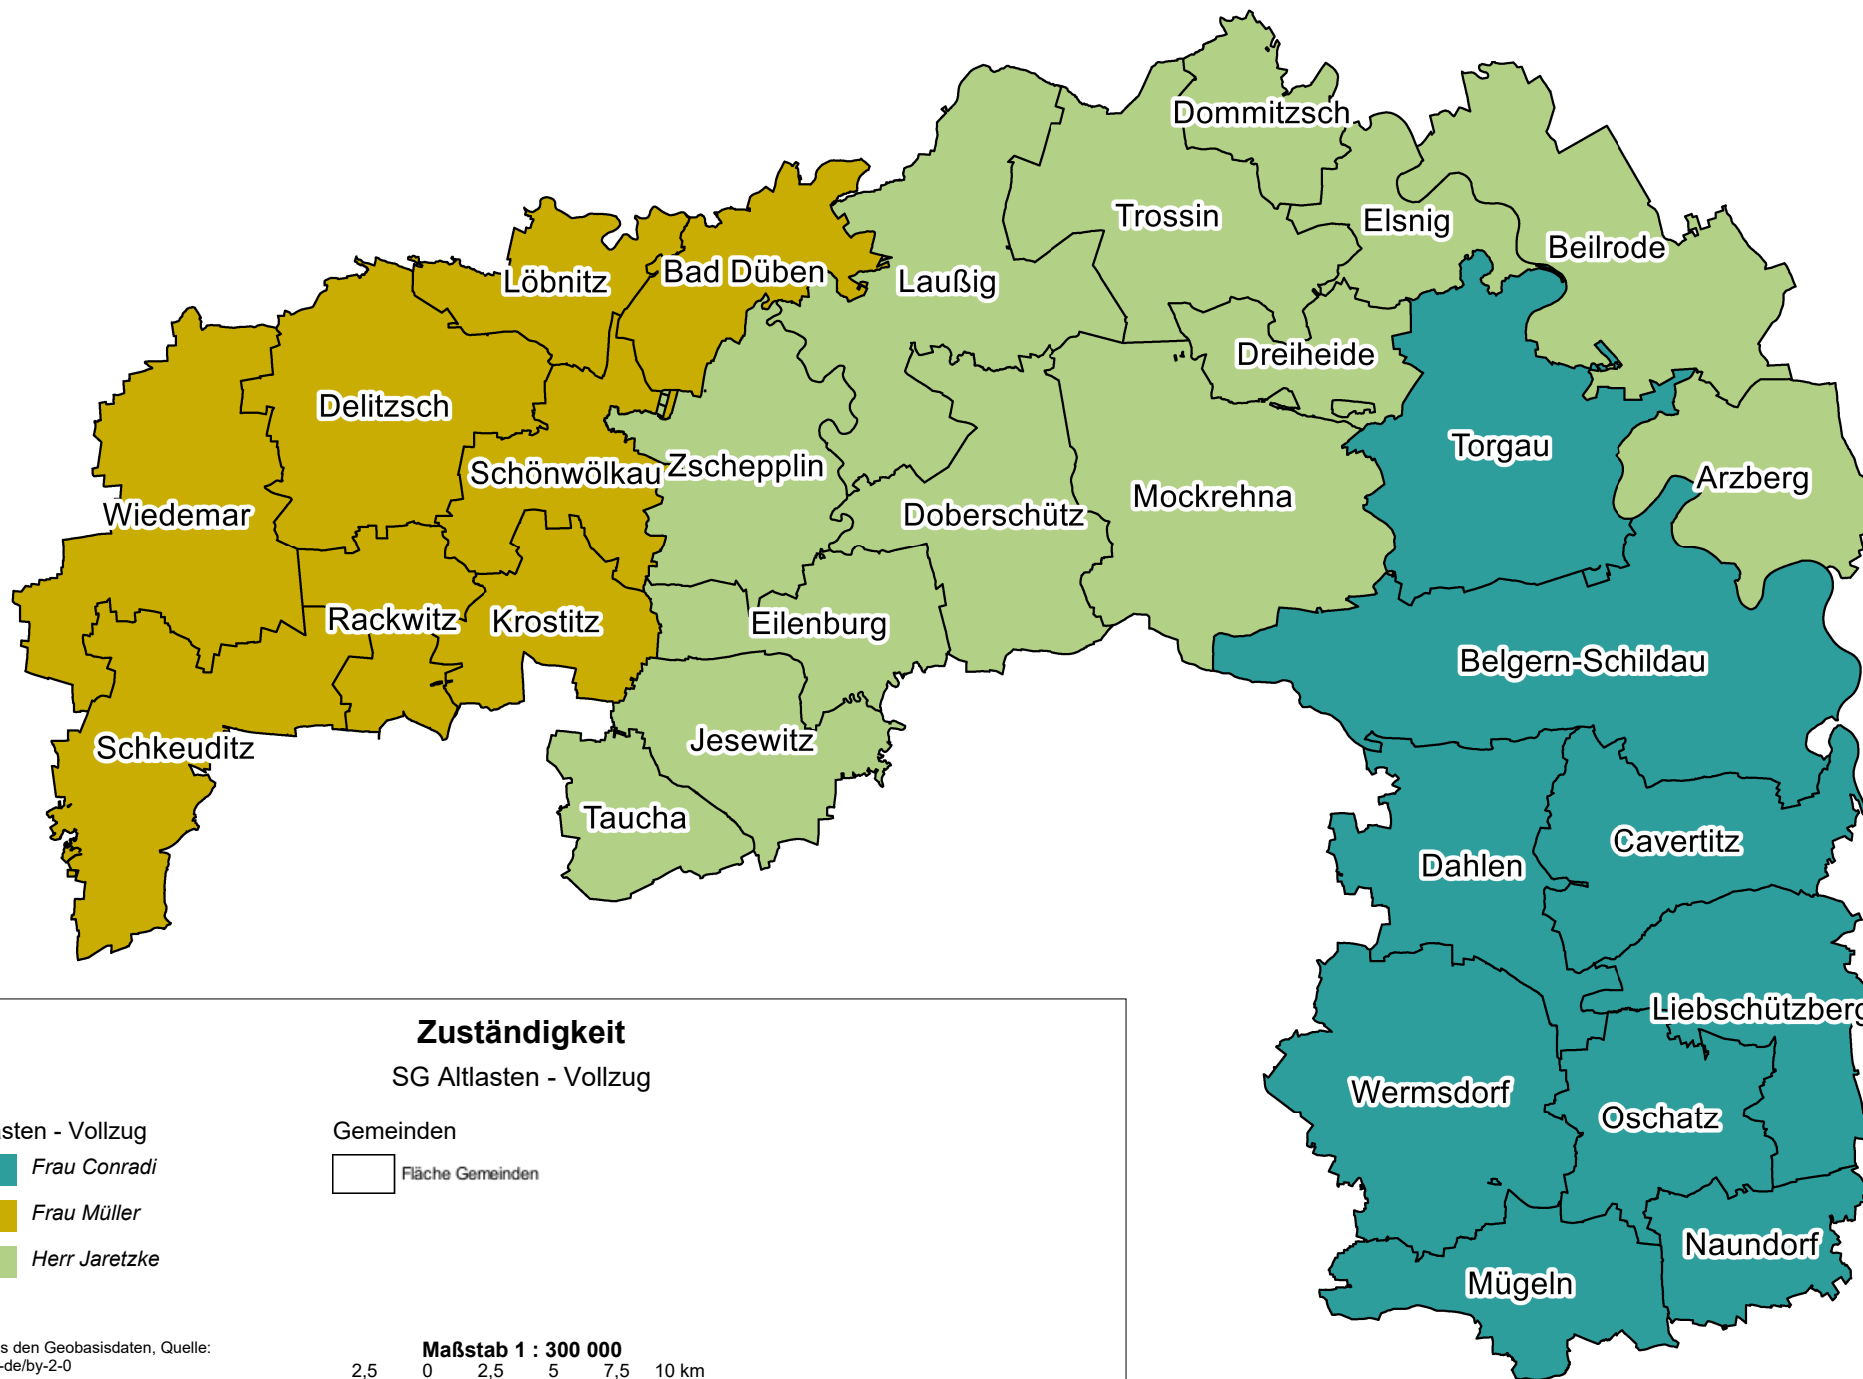 Dommitzsch
Trossin
Elsnig
Beilrode
Löbnitz
Bad Düben
Laußig
Dreiheide
Delitzsch
Torgau
Schönwölkau
Zschepplin
Arzberg
Wiedemar
Doberschütz
Mockrehna
Rackwitz
Krostitz
Eilenburg
Belgern-Schildau
Schkeuditz
Jesewitz
Taucha
Dahlen
Cavertitz
Liebschützberg
Wermsdorf
Oschatz
Naundorf
Mügeln
Zuständigkeit
SG Altlasten - Vollzug
sten - Vollzug
Frau Conradi
Frau Müller
Herr Jaretzke
Gemeinden
Fläche Gemeinden
s den Geobasisdaten, Quelle:
-de/by-2-0
Maßstab 1 : 300 000
2,5 0 2,5 5 7,5 10 km